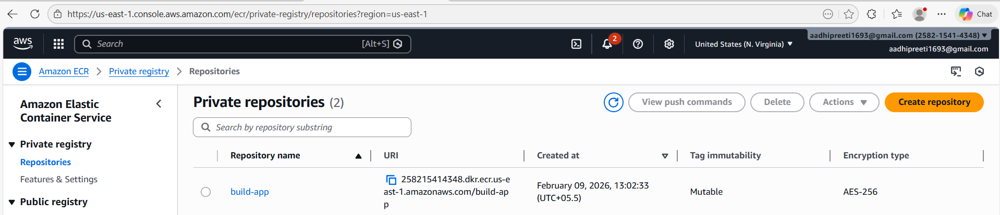 https://us-east-1.console.aws.amazon.com/ecr/private-registry/repositories?region=us-east-1
Chat
aws
Search
[Alt+S]
2
United States (N. Virginia)
aadhipreeti1693@gmail.com (2582-1541-4348)
aadhipreeti1693@gmail.com
Amazon ECR
Private registry
Repositories
Amazon Elastic
Container Service
Private registry
Repositories
Features & Settings
Public registry
Private repositories (2)
View push commands
Delete
Actions
Create repository
Search by repository substring
Repository name
URI
Created at
Tag immutability
Encryption type
build-app
258215414348.dkr.ecr.us-e
ast-1.amazonaws.com/build-ap
p
February 09, 2026, 13:02:33
(UTC+05.5)
Mutable
AES-256